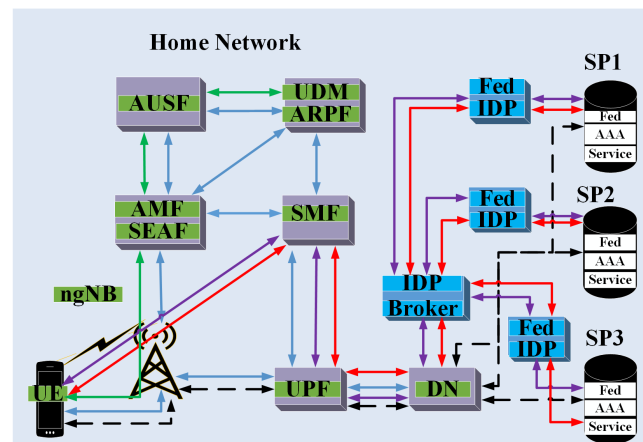 Home Network
SP1
Fed
IDP
AUSF
UDM
ARPF
Fed
AAA
Service
SP2
Fed
IDP
AMF
SEAF
SMF
Fed
AAA
Service
IDP
Broker
ngNB
Fed
IDP
SP3
UE
UPF
DN
Fed
AAA
Service